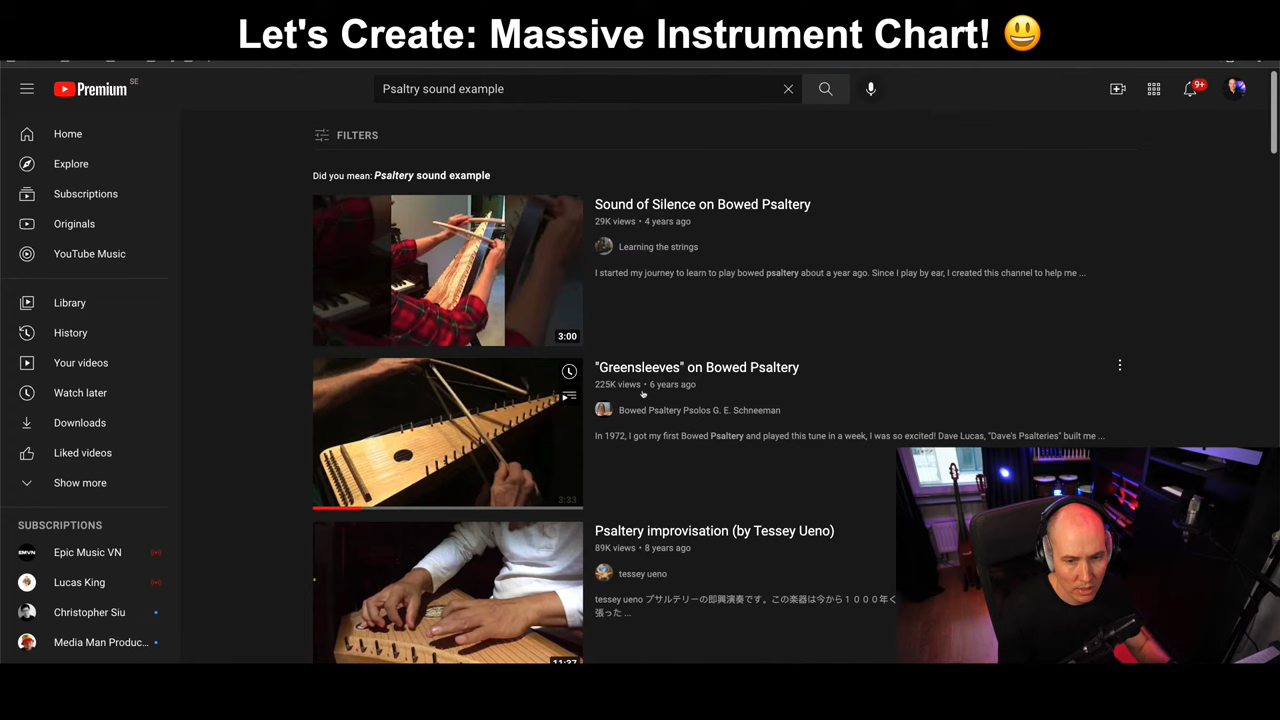 Let's Create: Massive Instrument Chart! 😃
Premium SE
Psaltry sound example
9+
Home
Explore
Subscriptions
Originals
YouTube Music
Library
History
Your videos
Watch later
Downloads
Liked videos
Show more
SUBSCRIPTIONS
Epic Music VN
Lucas King
Christopher Siu
Media Man Produc...
FILTERS
Did you mean: Psaltery sound example
3:00
Sound of Silence on Bowed Psaltery
29K views • 4 years ago
Learning the strings
I started my journey to learn to play bowed psaltery about a year ago. Since I play by ear, I created this channel to help me ...
3:33
"Greensleeves" on Bowed Psaltery
225K views • 6 years ago
Bowed Psaltery Psolos G. E. Schneeman
In 1972, I got my first Bowed Psaltery and played this tune in a week, I was so excited! Dave Lucas, "Dave's Psalteries" built me ...
11:37
Psaltery improvisation (by Tessey Ueno)
89K views • 8 years ago
tessey ueno
tessey ueno プサルテリーの即興演奏です。この楽器は今から１０００年く
張った ...